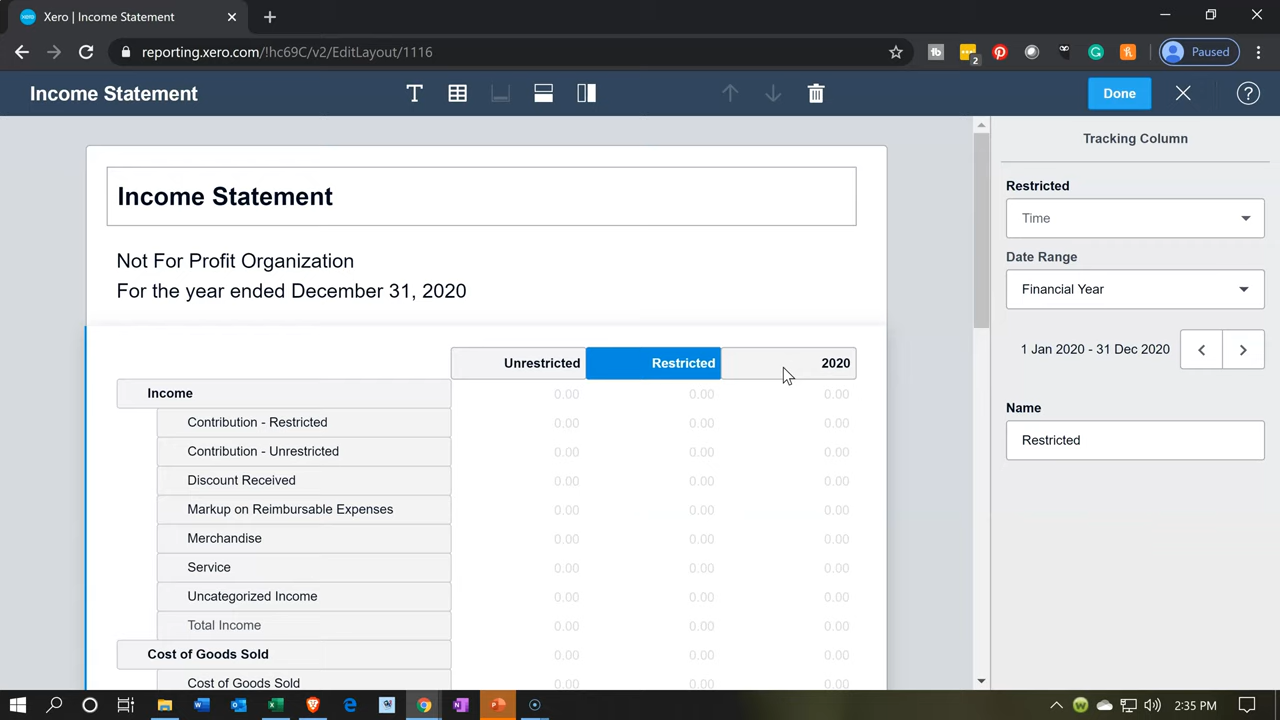 Xero | Income Statement
reporting.xero.com/!hc69C/v2/EditLayout/1116
2
Paused
Income Statement
Done
Income Statement
Not For Profit Organization
For the year ended December 31, 2020
Unrestricted Restricted 2020
Income 0.00 0.00 0.00
Contribution - Restricted 0.00 0.00 0.00
Contribution - Unrestricted 0.00 0.00 0.00
Discount Received 0.00 0.00 0.00
Markup on Reimbursable Expenses 0.00 0.00 0.00
Merchandise 0.00 0.00 0.00
Service 0.00 0.00 0.00
Uncategorized Income 0.00 0.00 0.00
Total Income 0.00 0.00 0.00
Cost of Goods Sold 0.00 0.00 0.00
Cost of Goods Sold 0.00 0.00 0.00
Tracking Column
Restricted
Time
Date Range
Financial Year
1 Jan 2020 - 31 Dec 2020
Name
Restricted
2:35 PM